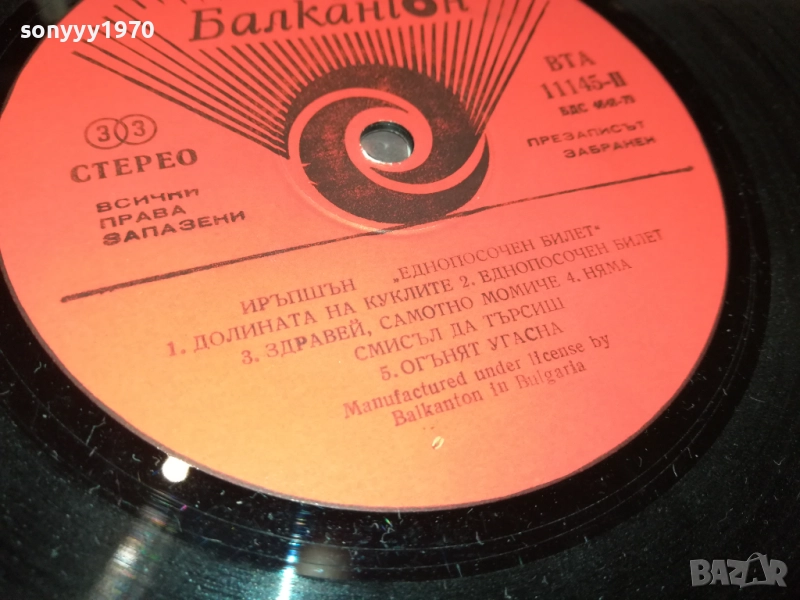 sonyyy1970
Балкантон
ВТА
11145-II
БДС
33
СТЕРЕО
ПРЕЗАПИСЪТ
ЗАБРАНЕН
ВСИЧКИ
ПРАВА
ЗАПАЗЕНИ
ИРЪПШЪН „ЕДНОПОСОЧЕН БИЛЕТ“
1. ДОЛИНАТА НА КУКЛИТЕ 2. ЕДНОПОСОЧЕН БИЛЕТ
3. ЗДРАВЕЙ, САМОТНО МОМИЧЕ 4. НЯМА
СМИСЪЛ ДА ТЪРСИШ
5. ОГЪНЯТ УГАСНА
Manufactured under license by
Balkanton in Bulgaria
BAZAR